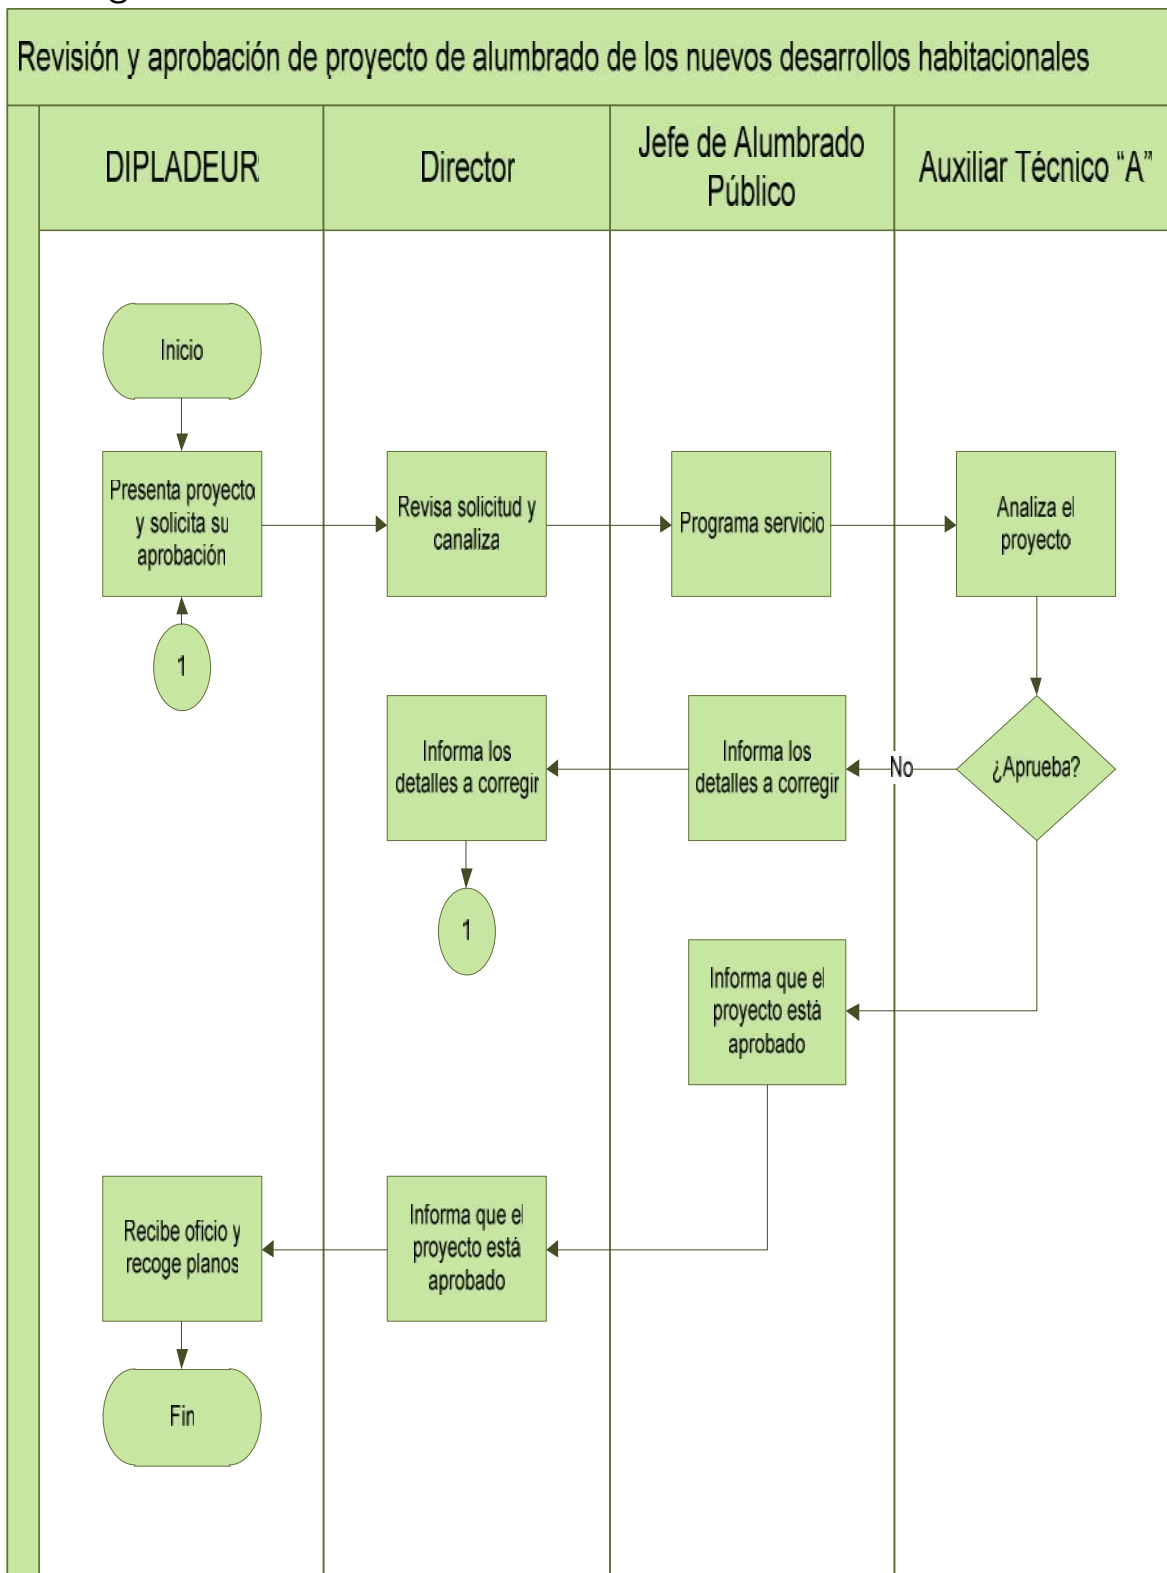 Revisión y aprobación de proyecto de alumbrado de los nuevos desarrollos habitacionales
DIPLADEUR
Director
Jefe de Alumbrado
Público
Auxiliar Técnico “A”
Inicio
Presenta proyecto
y solicita su
aprobación
Revisa solicitud y
canaliza
Programa servicio
Analiza el
proyecto
1
Informa los
detalles a corregir
Informa los
detalles a corregir
No
¿Aprueba?
1
Informa que el
proyecto está
aprobado
Recibe oficio y
recoge planos
Informa que el
proyecto está
aprobado
Fin